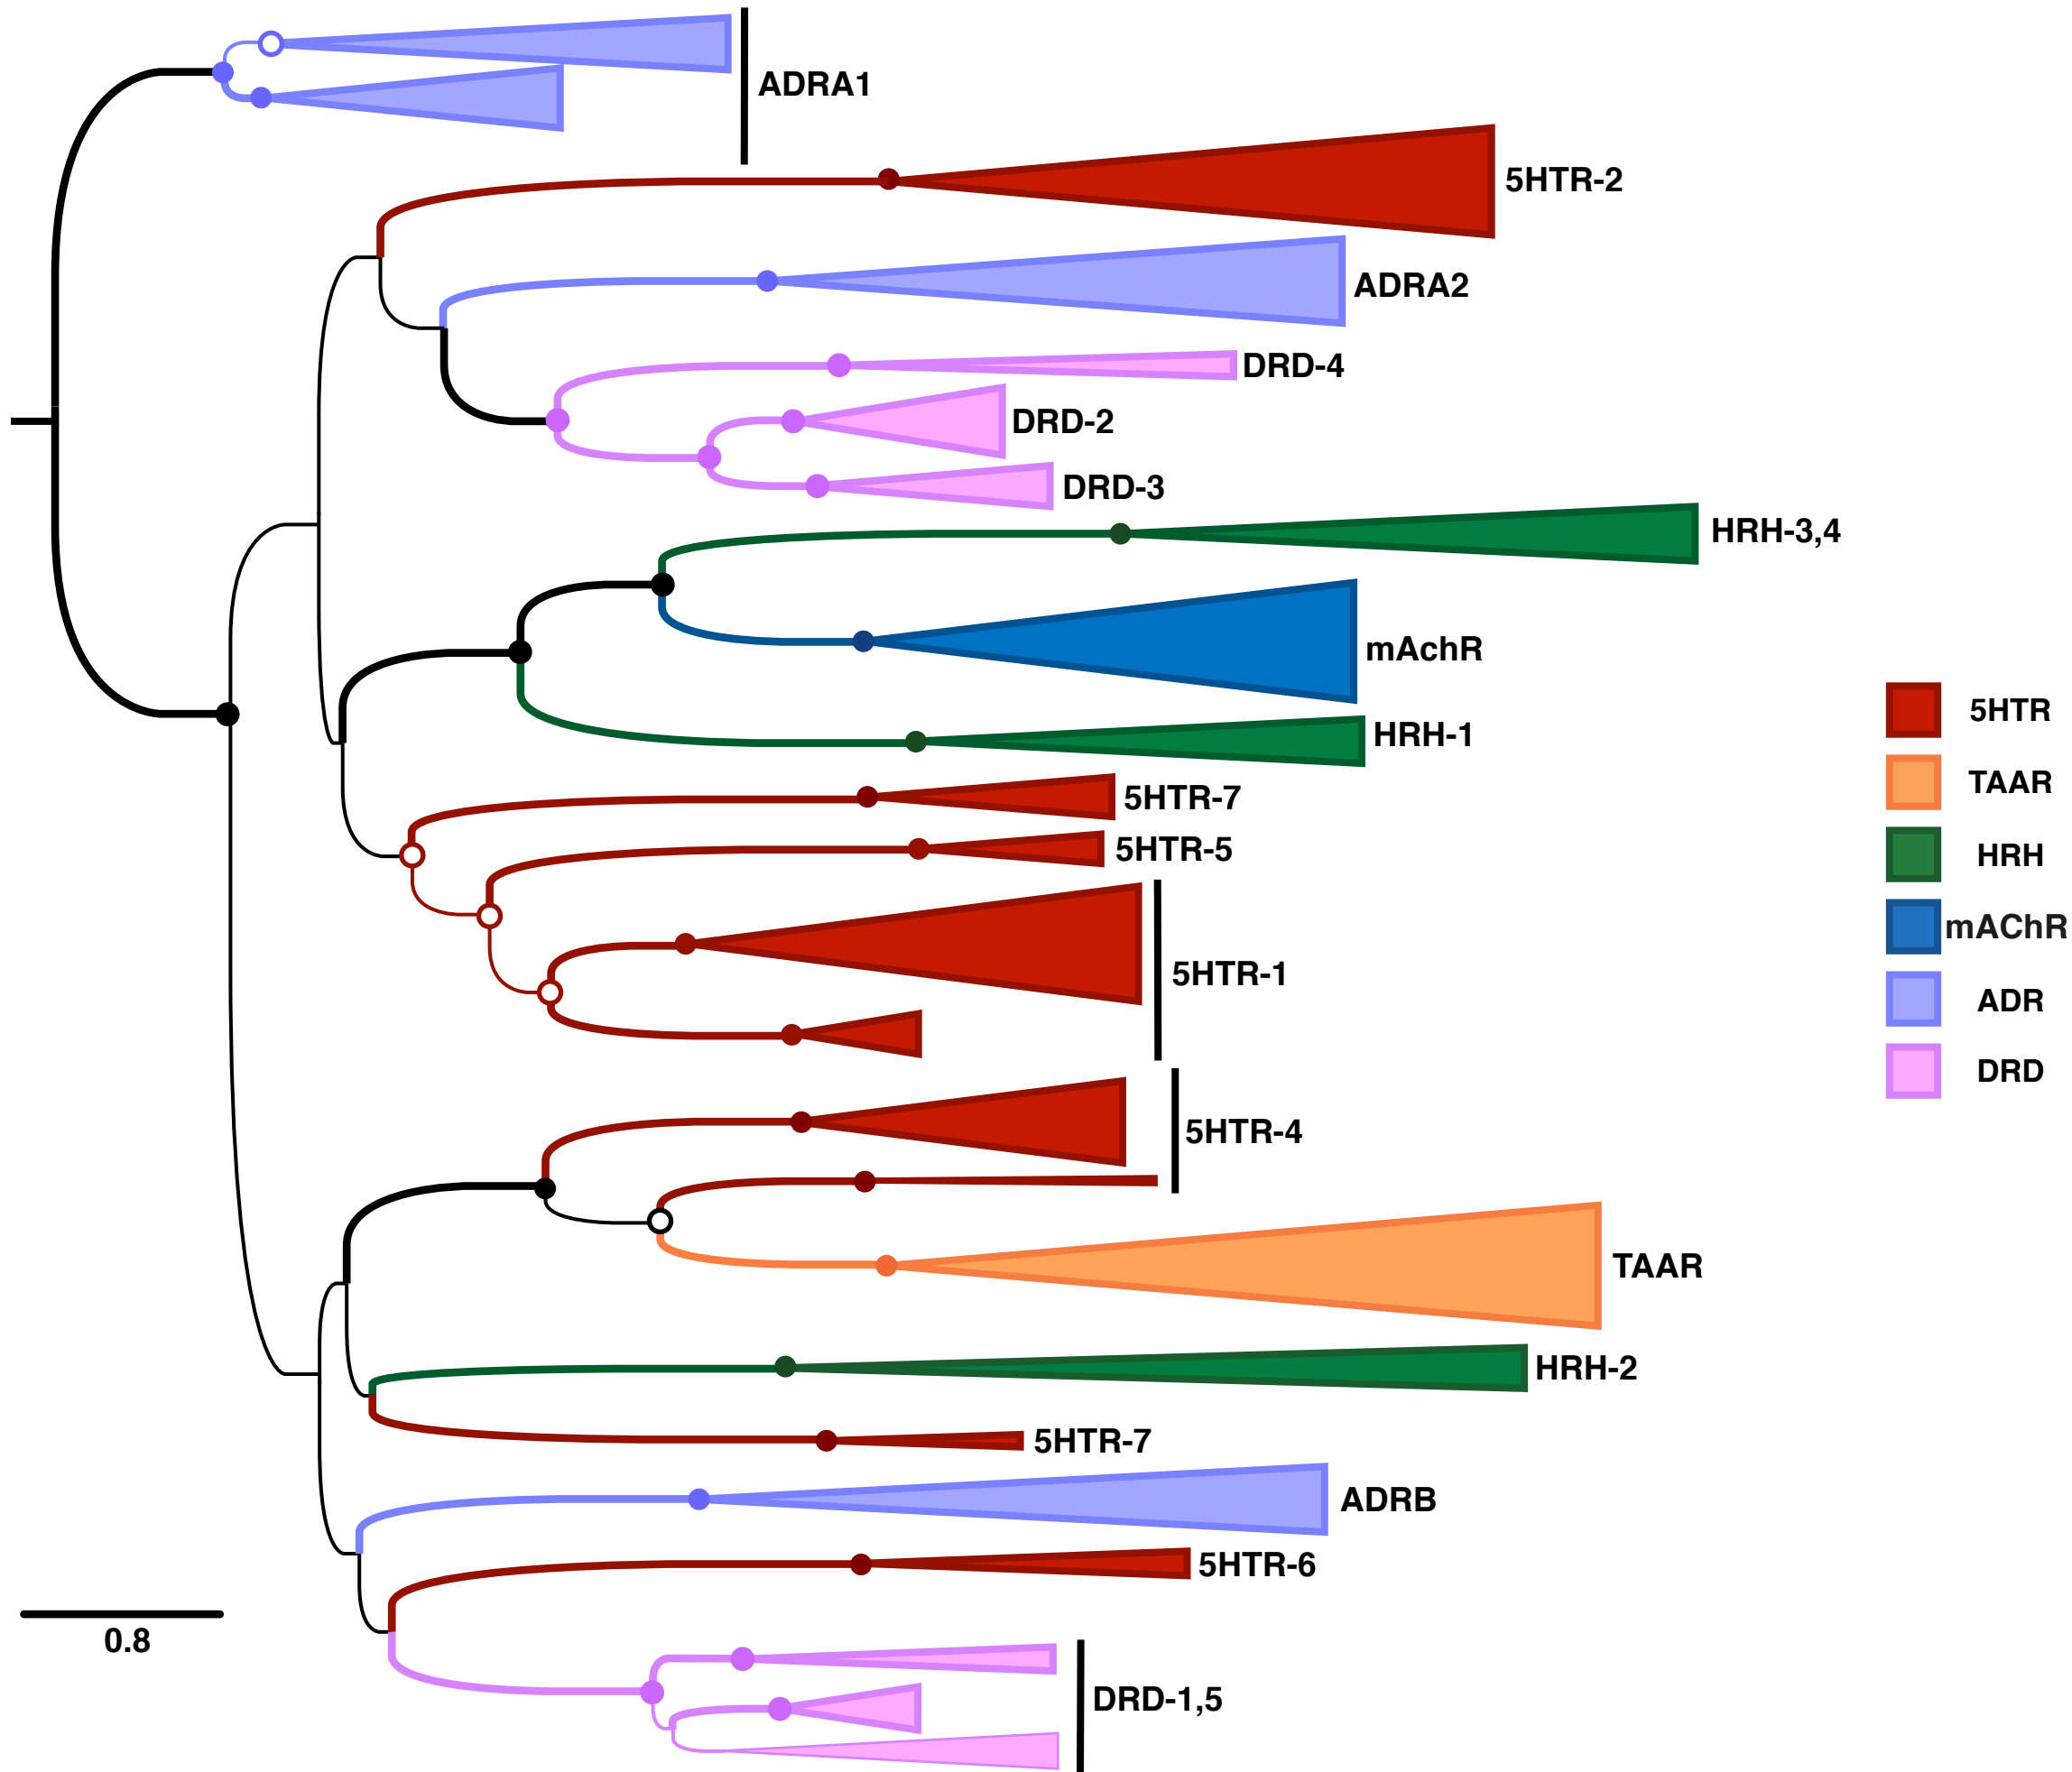 ADRA1
5HTR-2
ADRA2
DRD-4
DRD-2
DRD-3
HRH-3,4
mAchR
HRH-1
5HTR-7
5HTR-5
5HTR-1
5HTR-4
TAAR
HRH-2
5HTR-7
ADRB
5HTR-6
DRD-1,5
0.8
5HTR
TAAR
HRH
mAChR
ADR
DRD